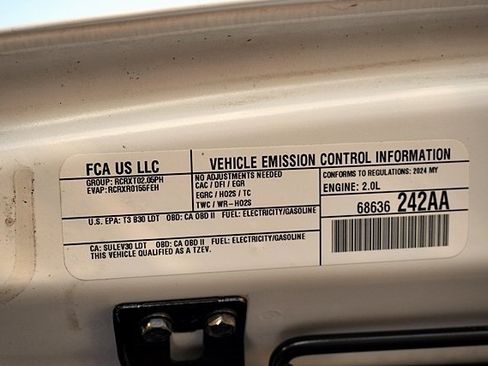 FCA US LLC
GROUP: RCRXT02.05PH
EVAP: RCRXR0155FEH
VEHICLE EMISSION CONTROL INFORMATION
NO ADJUSTMENTS NEEDED
CAC / DFI / EGR
EGRC / HO2S / TC
TWC / WR-HO2S
CONFORMS TO REGULATIONS: 2024 MY
ENGINE: 2.0L
U.S. EPA: T3 B30 LDT OBD: CA OBD II FUEL: ELECTRICITY/GASOLINE
68636 242AA
CA: SULEV30 LDT OBD: CA OBD II FUEL: ELECTRICITY/GASOLINE
THIS VEHICLE QUALIFIED AS A TZEV.